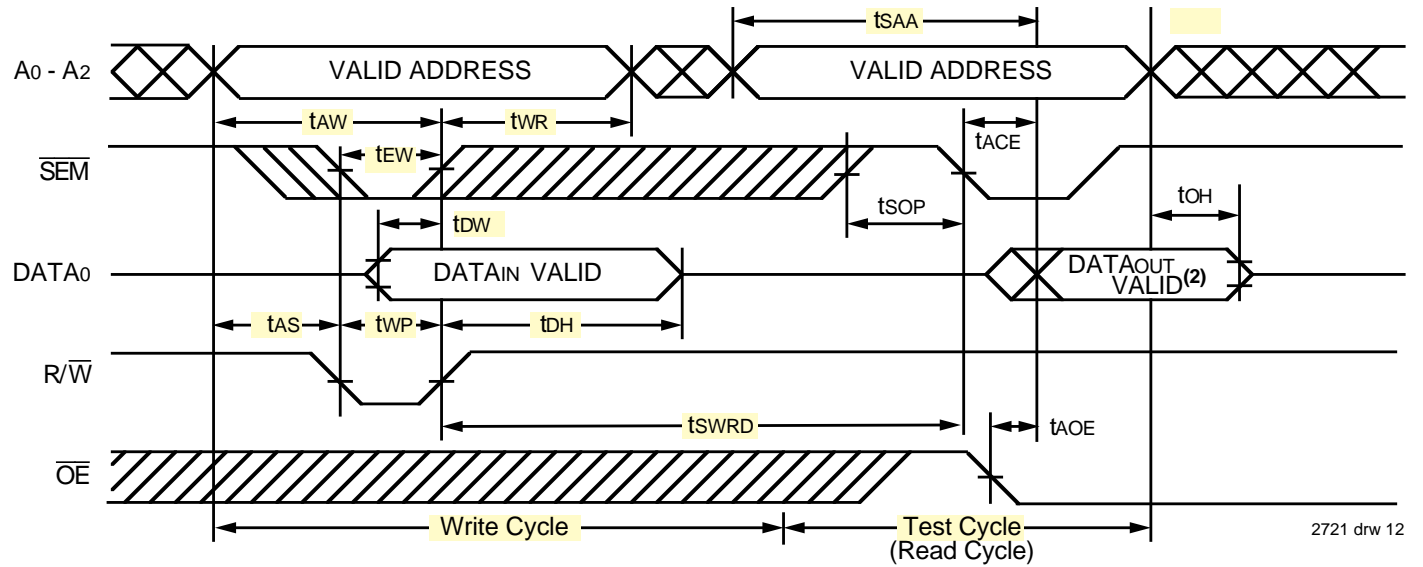 tSAA
A0 - A2
VALID ADDRESS
VALID ADDRESS
tAW
tWR
tACE
tEW
SEM
tSOP
tOH
tDW
DATA0
DATAIN VALID
DATAOUT
VALID(2)
tAS
tWP
tDH
R/W
tSWRD
tAOE
OE
Write Cycle
Test Cycle
(Read Cycle)
2721 drw 12